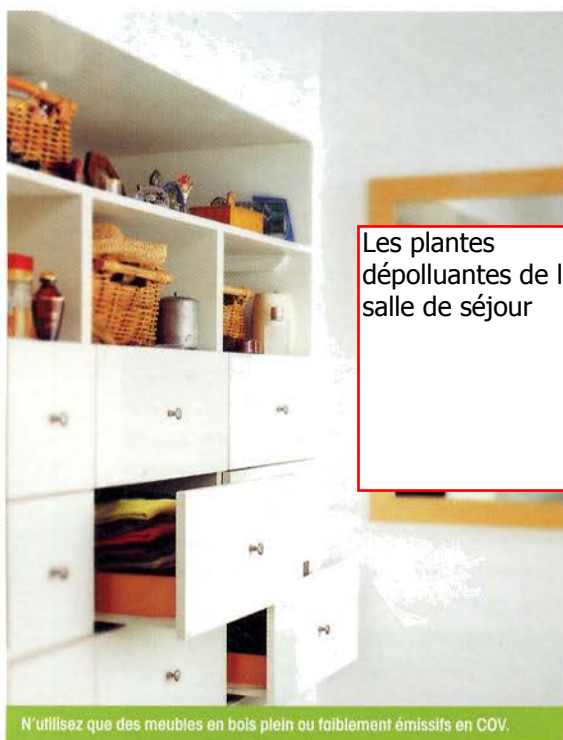 Les plantes
dépolluantes de l
salle de séjour
N'utilisez que des meubles en bois plein ou faiblement émissifs en COV.